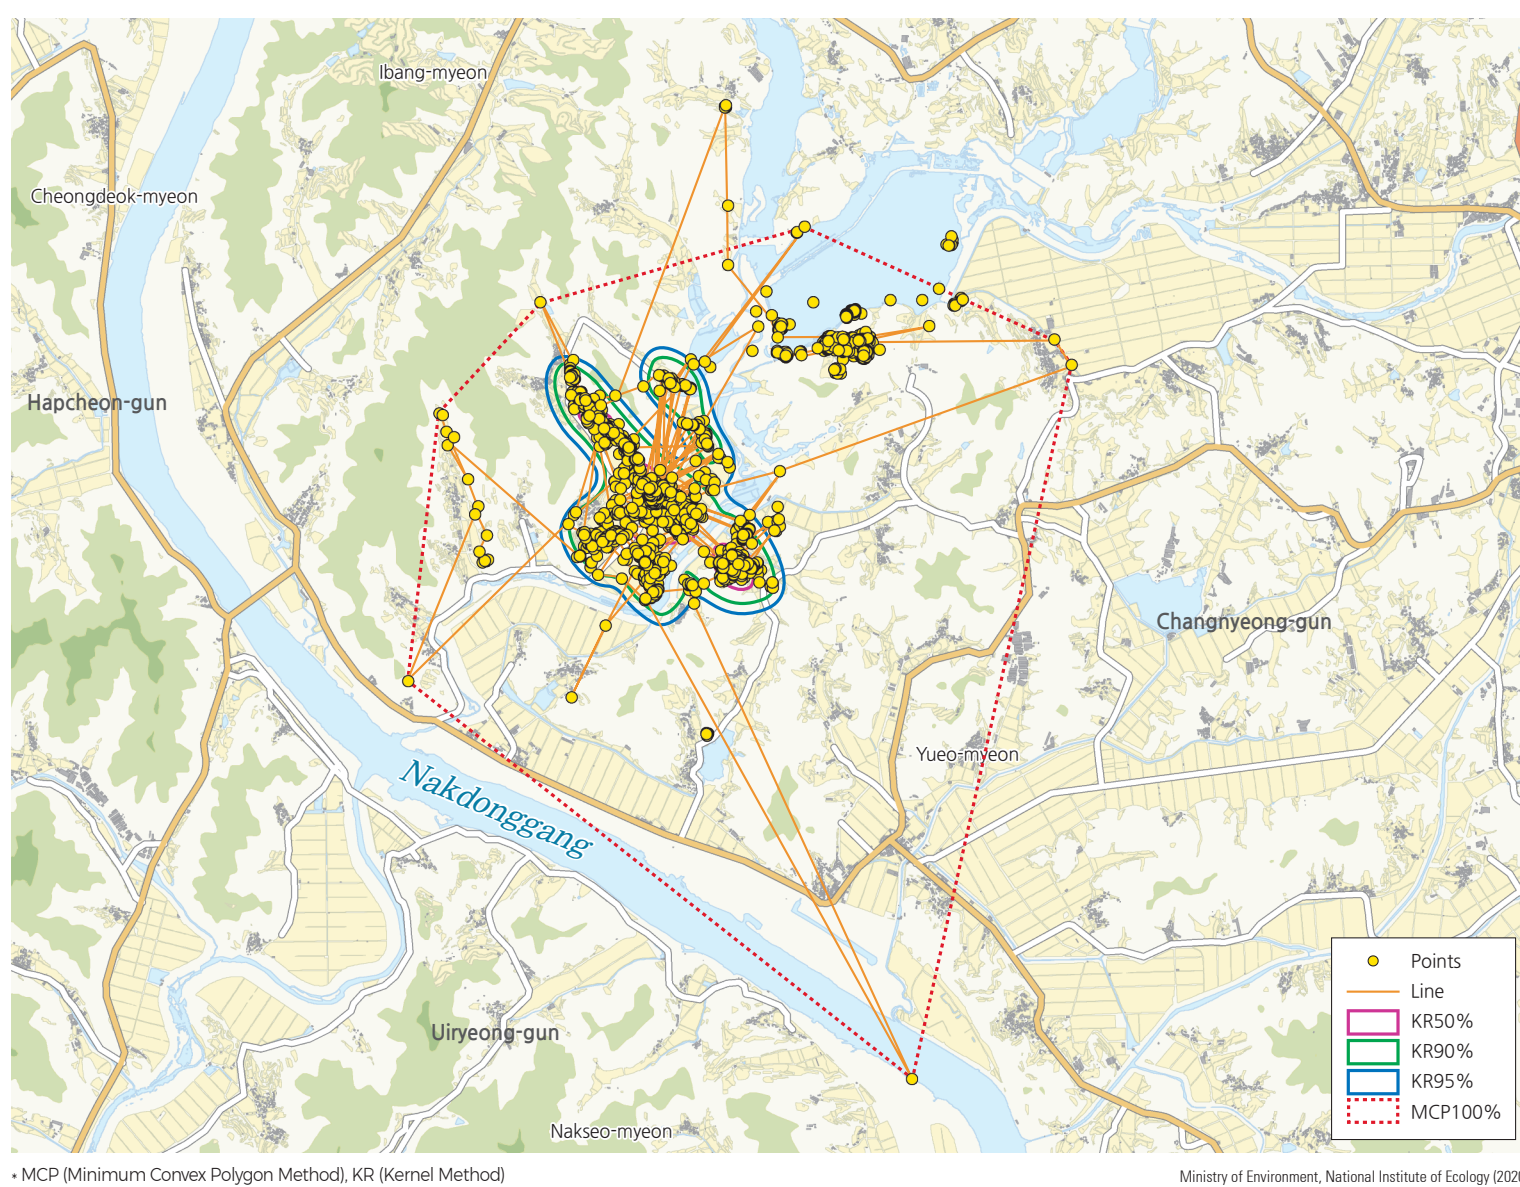 Ibang-myeon
Cheongdeok-myeon
Hapcheon-gun
Changnyeong-gun
Yueo-myeon
Nakdonggang
Uiryeong-gun
Nakseo-myeon
Points
Line
KR50%
KR90%
KR95%
MCP100%
* MCP (Minimum Convex Polygon Method), KR (Kernel Method)
Ministry of Environment, National Institute of Ecology (2020